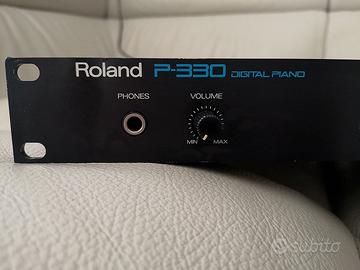 Roland P-330 DIGITAL PIANO
PHONES VOLUME
MIN MAX
subito